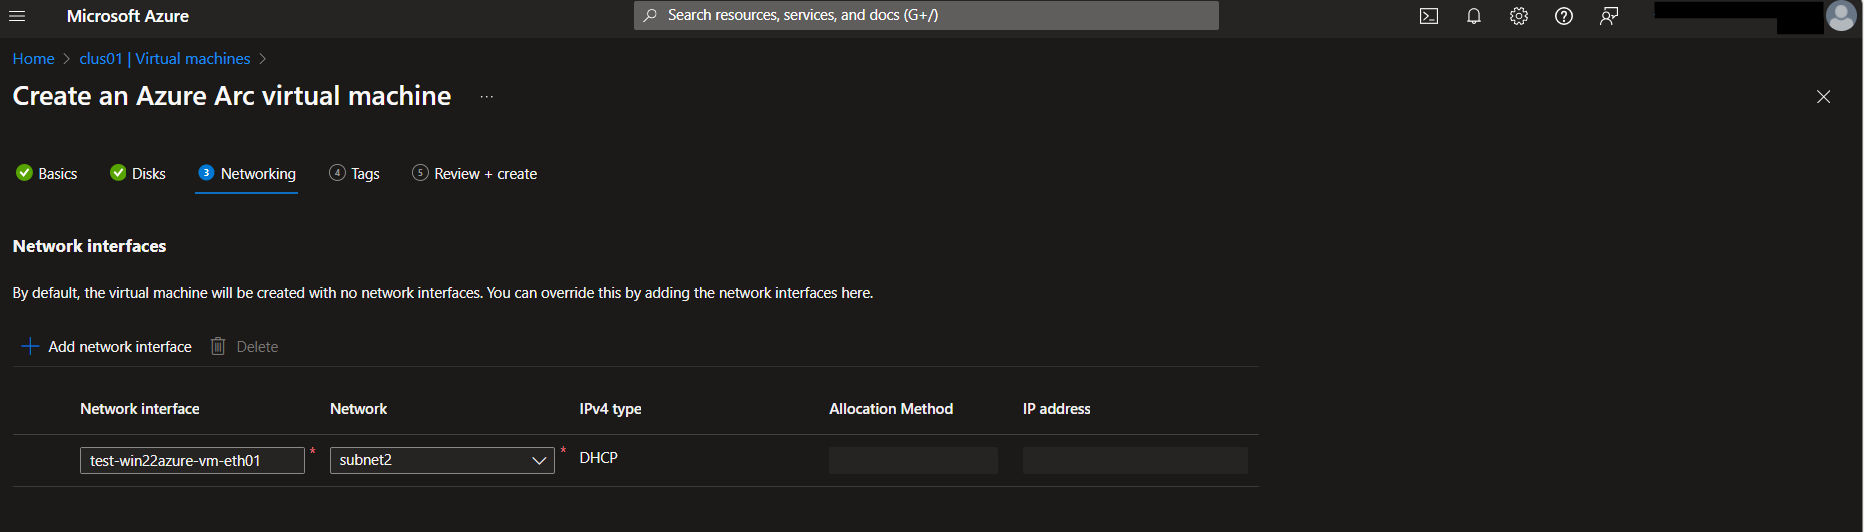 Microsoft Azure
Search resources, services, and docs (G+/)
Home > clus01 | Virtual machines >
Create an Azure Arc virtual machine ...
Basics Disks 3 Networking 4 Tags 5 Review + create
Network interfaces
By default, the virtual machine will be created with no network interfaces. You can override this by adding the network interfaces here.
Add network interface Delete
Network interface Network IPv4 type Allocation Method IP address
test-win22azure-vm-eth01 * subnet2 * DHCP